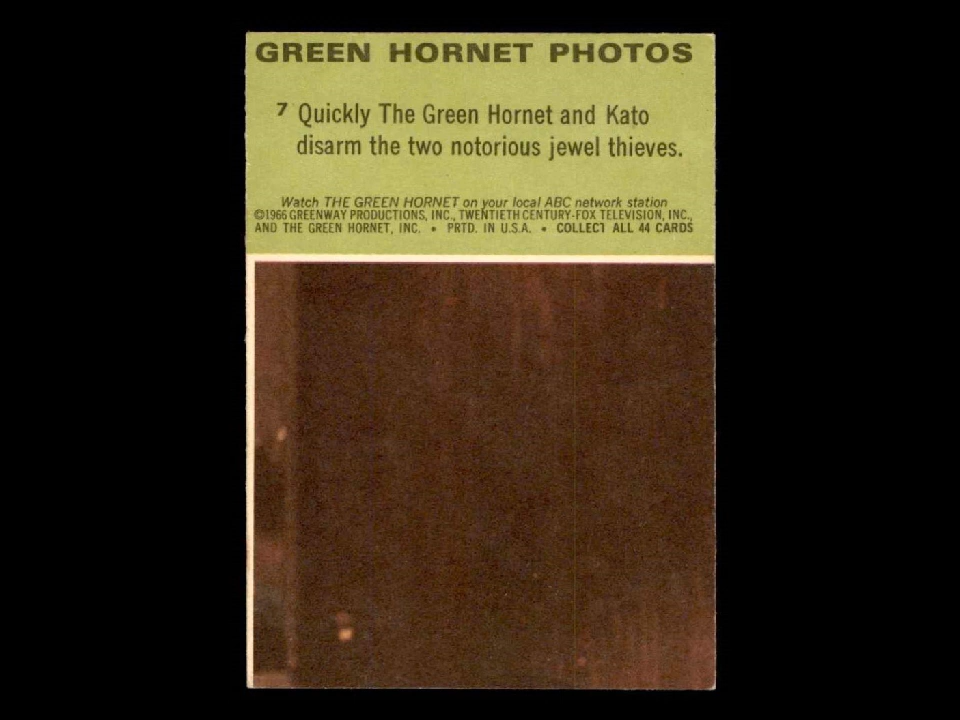 GREEN HORNET PHOTOS
7 Quickly The Green Hornet and Kato
disarm the two notorious jewel thieves.
Watch THE GREEN HORNET on your local ABC network station
©1966 GREENWAY PRODUCTIONS, INC., TWENTIETH CENTURY-FOX TELEVISION, INC.,
AND THE GREEN HORNET, INC. • PRTD. IN U.S.A. • COLLECT ALL 44 CARDS